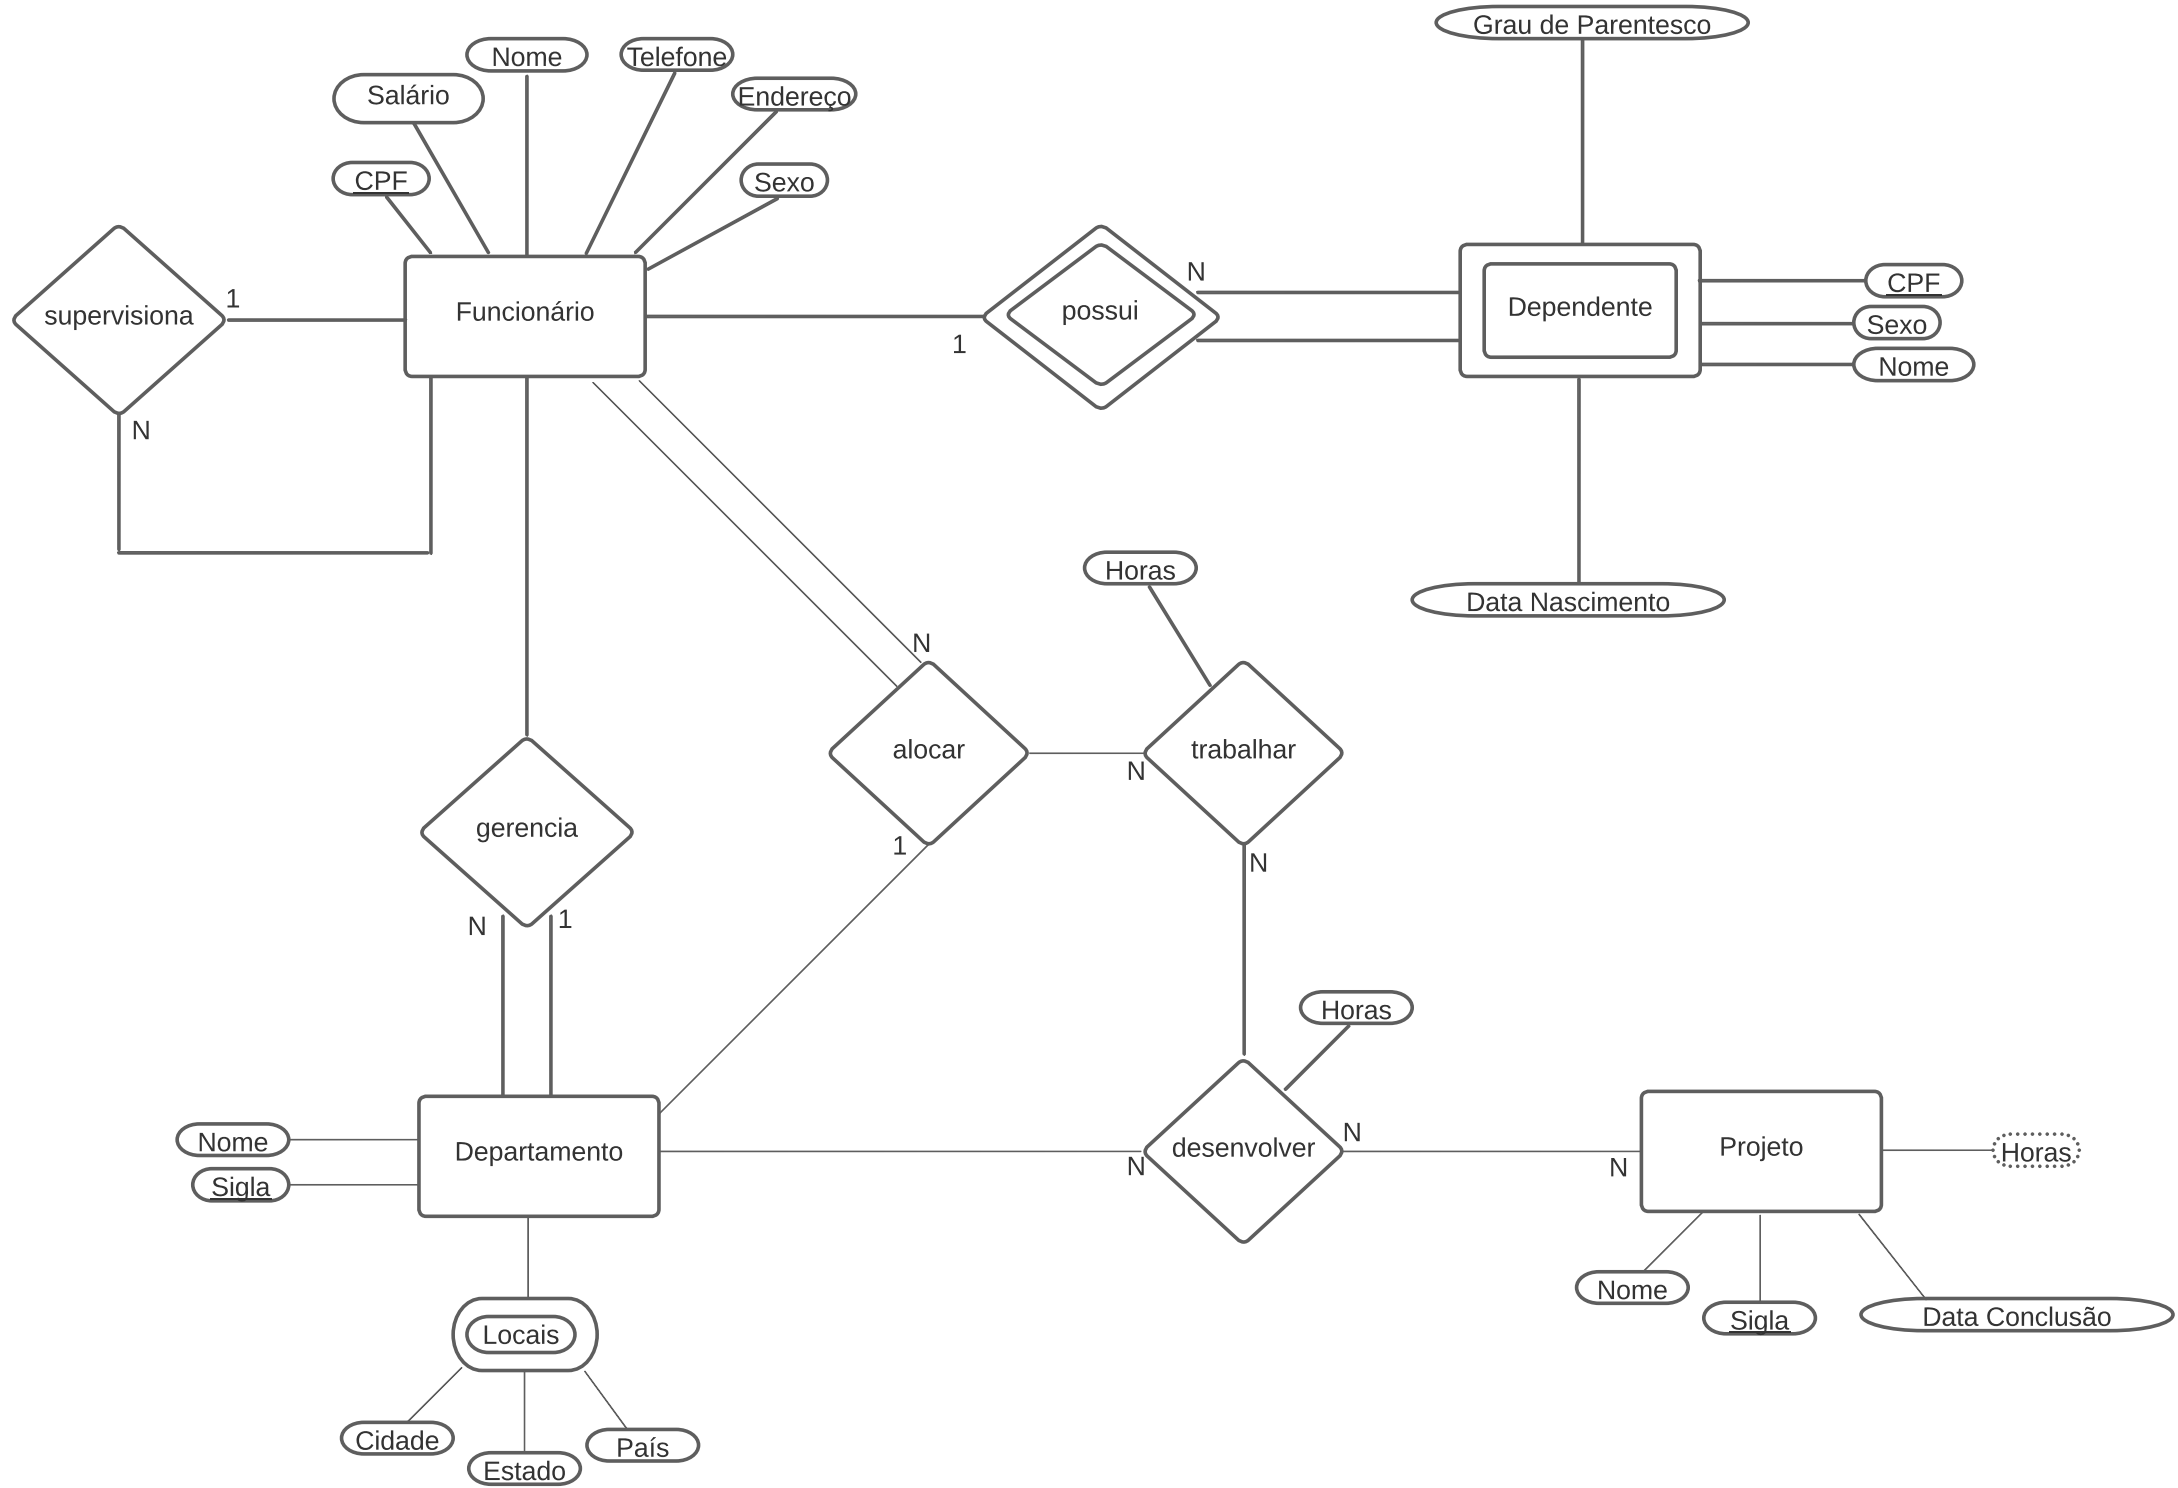 Grau de Parentesco
Nome
Telefone
Salário
Endereço
CPF
Sexo
supervisiona
1
Funcionário
possui
N
1
Dependente
CPF
Sexo
Nome
N
Data Nascimento
Horas
N
alocar
trabalhar
N
1
N
gerencia
N
1
Horas
Nome
Sigla
Departamento
N
desenvolver
N
N
Projeto
Horas
Nome
Sigla
Data Conclusão
Locais
Cidade
Estado
País